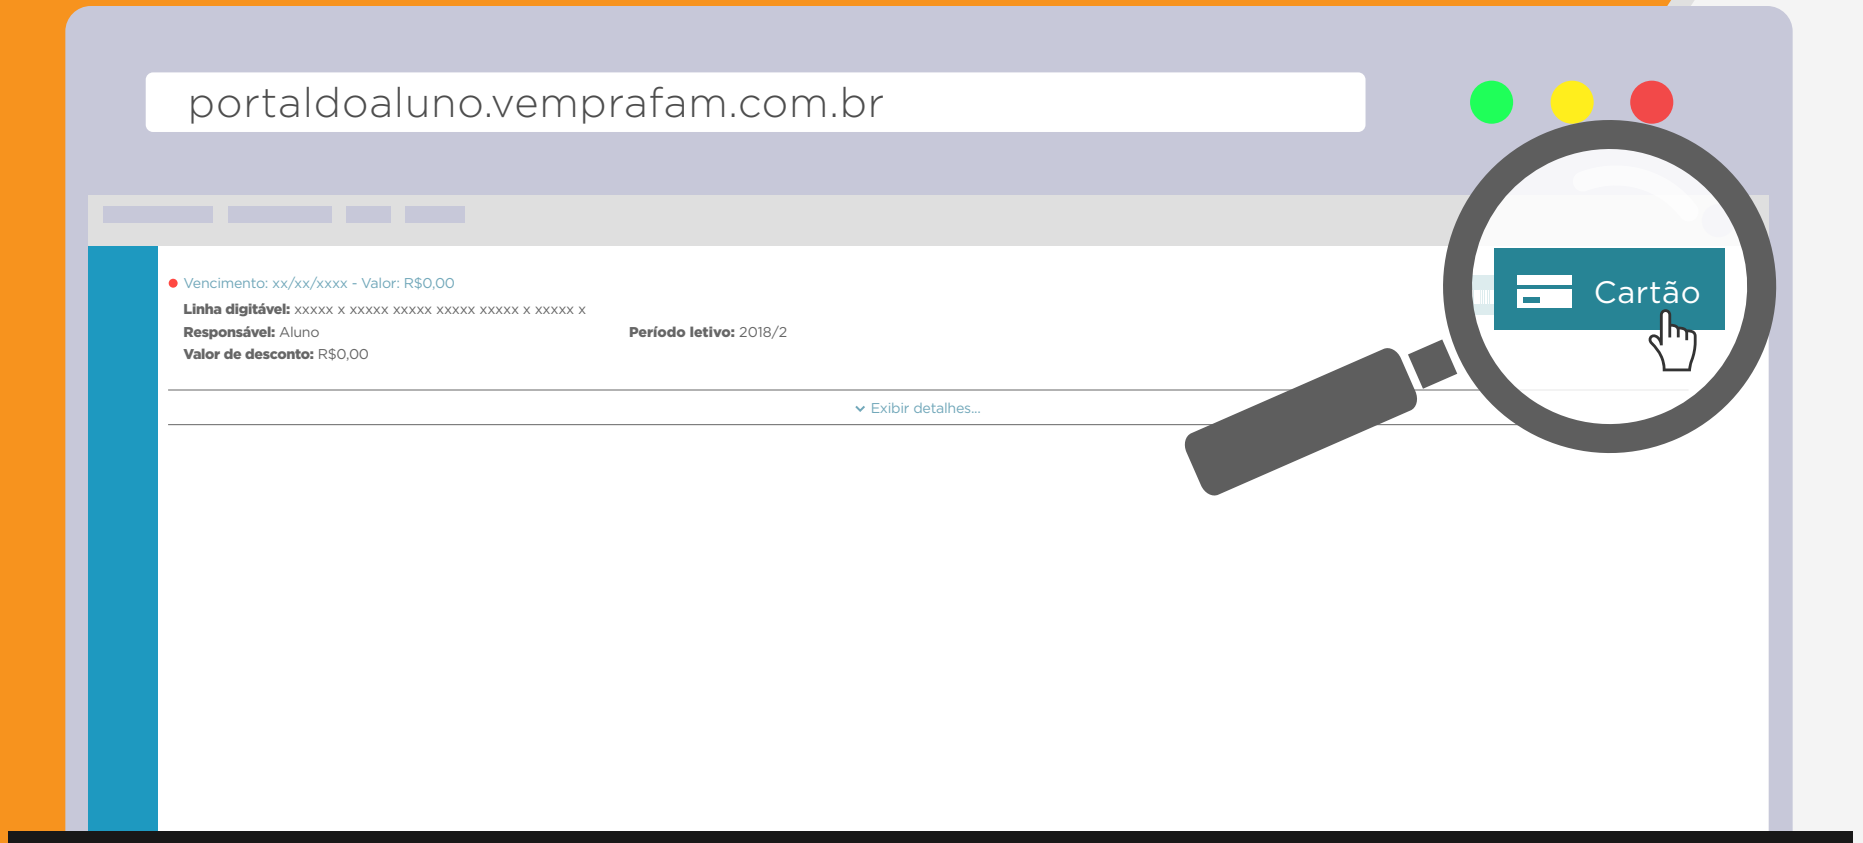 portaldoaluno.vemprafam.com.br
Cartão
Vencimento: xx/xx/xxxx - Valor: R$0,00
Linha digitável: xxxxx x xxxxx xxxxx xxxxx xxxxx x xxxxx x
Responsável: Aluno
Período letivo: 2018/2
Valor de desconto: R$0,00
Exibir detalhes...